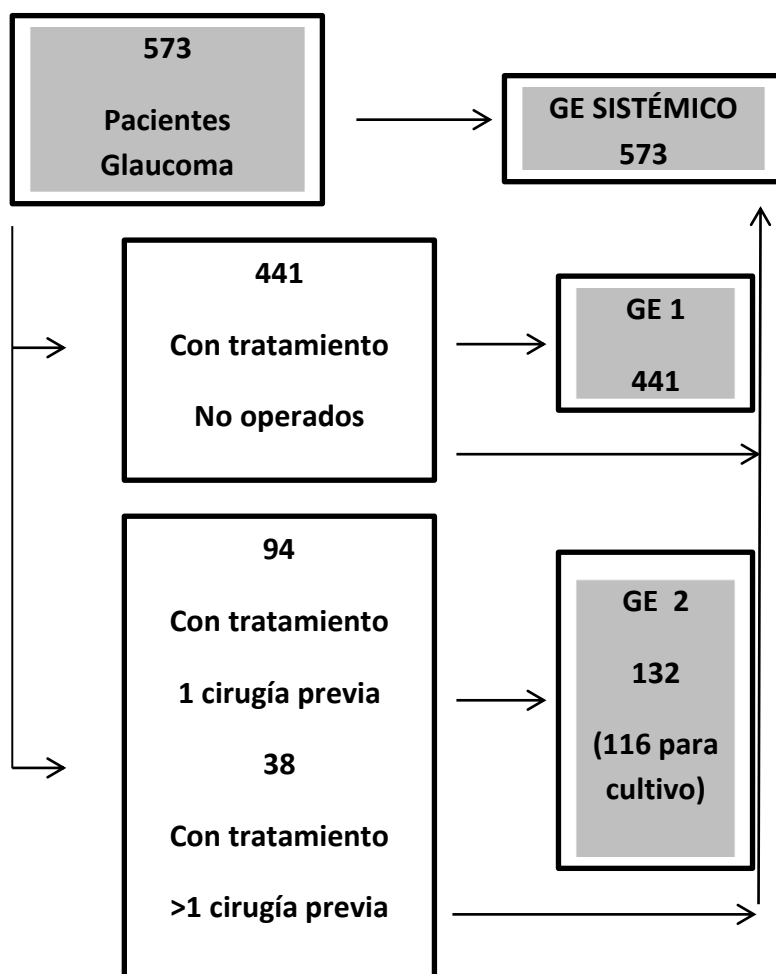 573
Pacientes
Glaucoma
GE SISTÉMICO
573
441
Con tratamiento
No operados
GE 1
441
94
Con tratamiento
1 cirugía previa
38
Con tratamiento
>1 cirugía previa
GE 2
132
(116 para
cultivo)